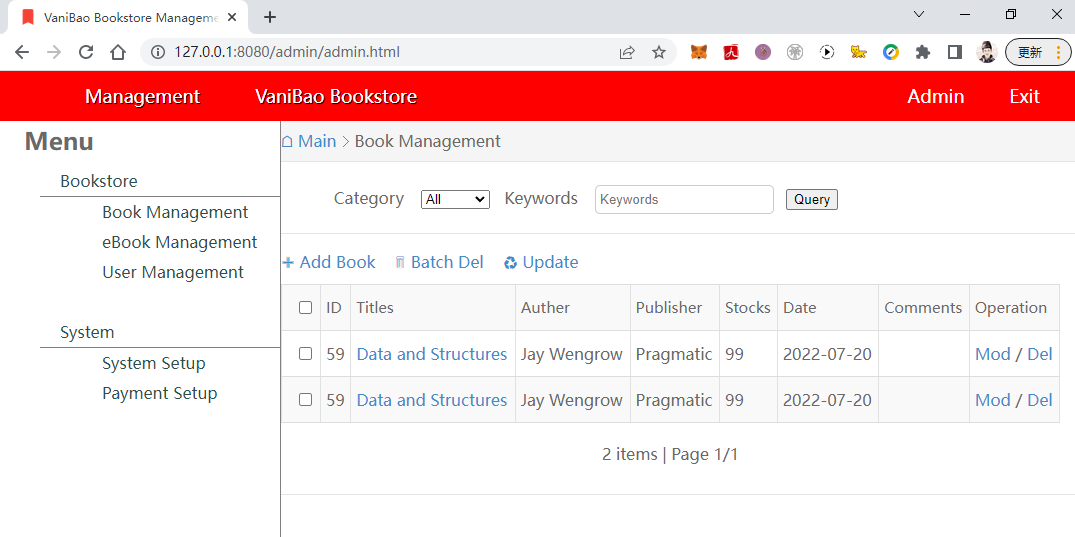 VaniBao Bookstore Manageme
127.0.0.1:8080/admin/admin.html
更新
Management VaniBao Bookstore Admin Exit
Menu
Bookstore
Book Management
eBook Management
User Management
System
System Setup
Payment Setup
Main > Book Management
Category All Keywords Keywords Query
+ Add Book Batch Del Update
ID Titles Auther Publisher Stocks Date Comments Operation
59 Data and Structures Jay Wengrow Pragmatic 99 2022-07-20 Mod / Del
59 Data and Structures Jay Wengrow Pragmatic 99 2022-07-20 Mod / Del
2 items | Page 1/1